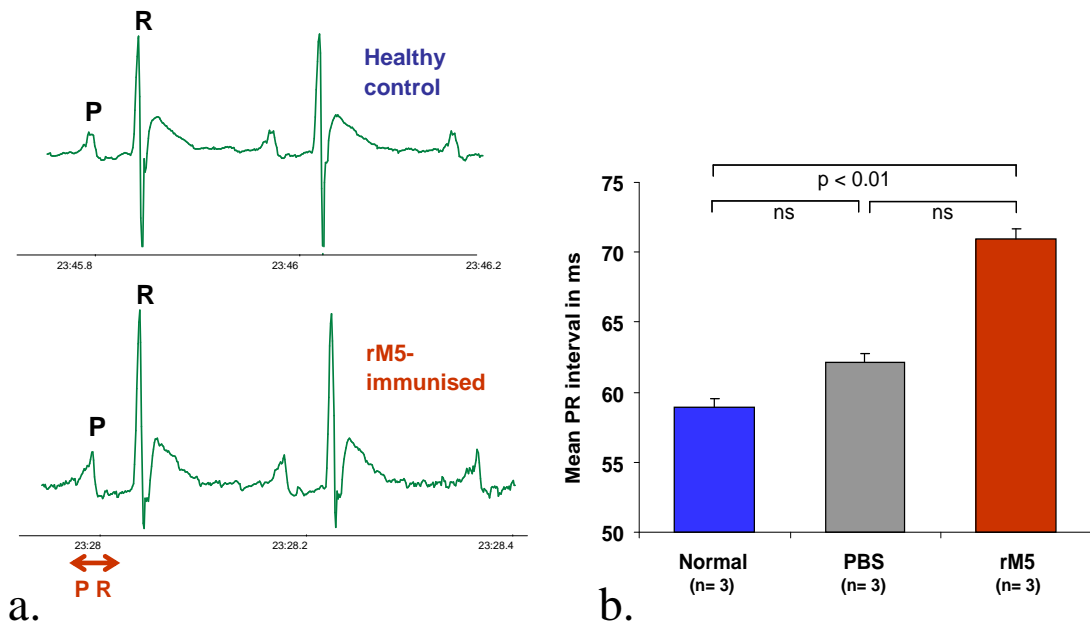 R
Healthy
control
P
23:45.8 23:46 23:46.2
R
rM5-
immunised
P
23:28 23:28.2 23:28.4
P R
a.
p < 0.01
ns ns
Mean PR interval in ms
75
70
65
60
55
50
Normal PBS rM5
(n= 3) (n= 3) (n= 3)
b.